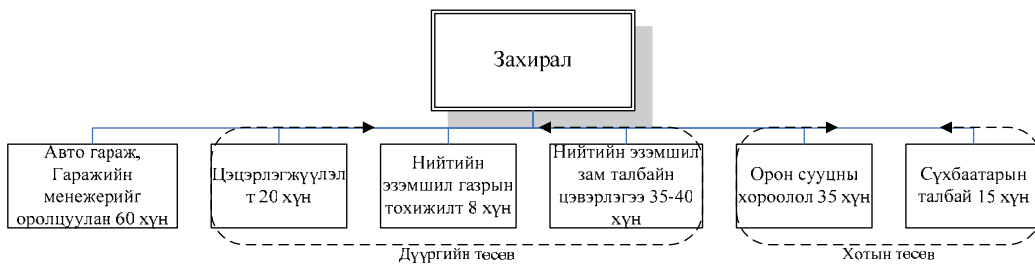 Захирал
Авто гараж,
Гаражийн
менежерийг
оролцуулан 60 хүн
Цэцэрлэгжүүлэл
т 20 хүн
Нийтийн
эзэмшил газрын
тохижилт 8 хүн
Нийтийн эзэмшил
зам талбайн
цэвэрлэгээ 35-40
хүн
Орон сууцны
хороолол 35 хүн
Сүхбаатарын
талбай 15 хүн
Дүүргийн төсөв
Хотын төсөв